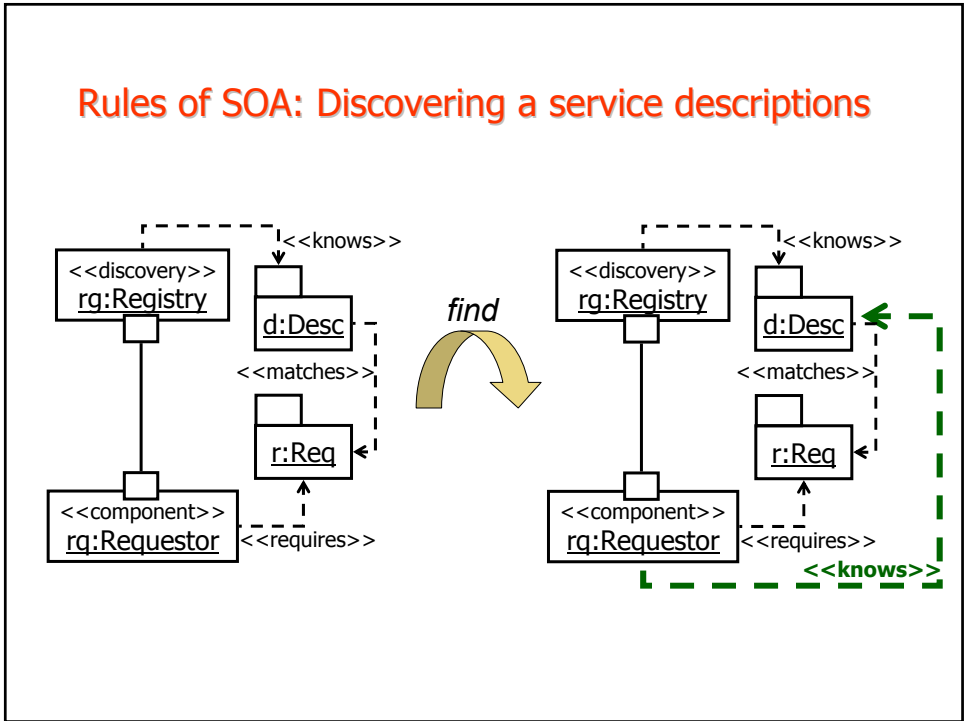 Rules of SOA: Discovering a service descriptions
<<knows>>
<<discovery>>
rg:Registry
d:Desc
<<matches>>
r:Req
<<component>>
rq:Requestor
<<requires>>
find
<<knows>>
<<discovery>>
rg:Registry
d:Desc
<<matches>>
r:Req
<<component>>
rq:Requestor
<<requires>>
<<knows>>